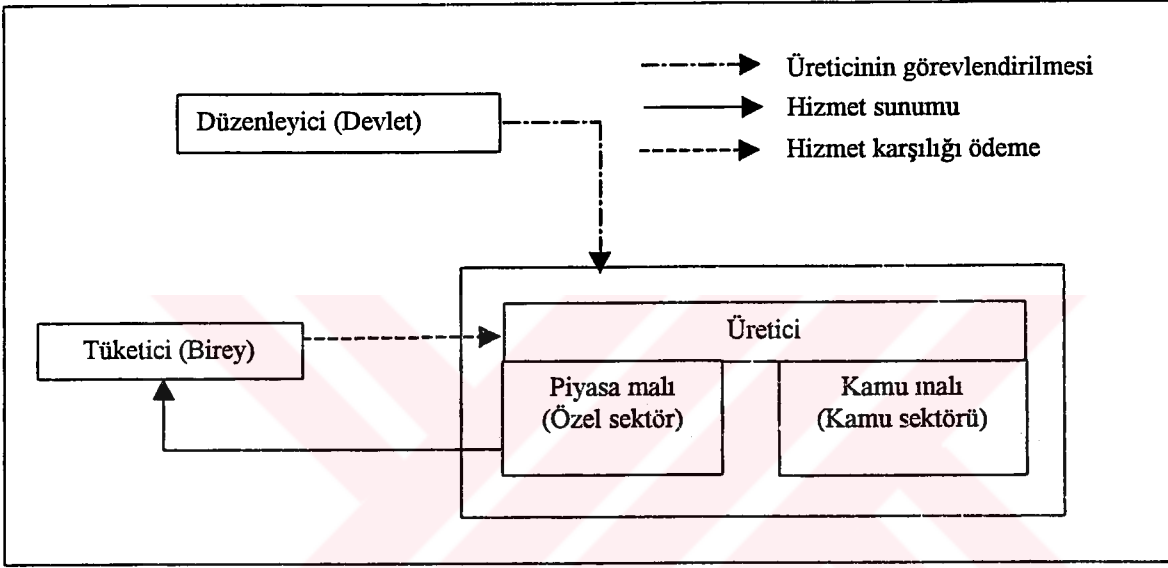 Üreticinin görevlendirilmesi
Düzenleyici (Devlet)
Hizmet sunumu
Hizmet karşılığı ödeme
Üretici
Tüketici (Birey)
Piyasa malı
(Özel sektör)
Kamu malı
(Kamu sektörü)